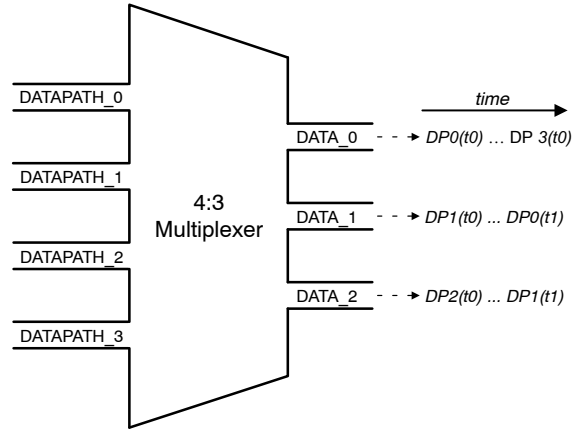 DATAPATH_0
DATAPATH_1
DATAPATH_2
DATAPATH_3
4:3
Multiplexer
DATA_0
DATA_1
DATA_2
time
DP0(t0) … DP 3(t0)
DP1(t0) ... DP0(t1)
DP2(t0) ... DP1(t1)